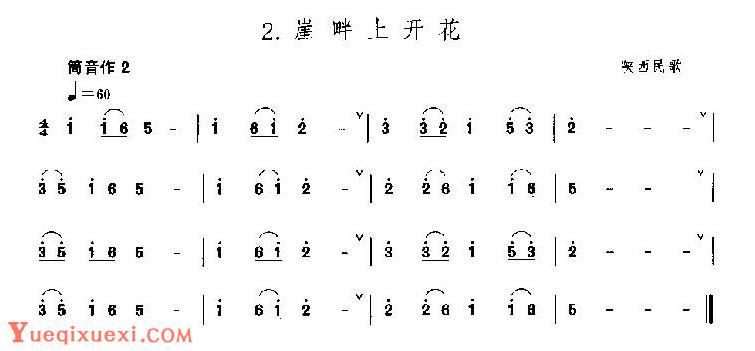 2. 崖畔上开花
筒音作 2
陕西民歌
♩=60
4/4 i i 6 5 - | i 6 i 2 - | 3 3 2 i 5 3 | 2 - - - |
3 5 i 6 5 - | i 6 i 2 - | 2 2 6 i i 6 | 5 - - - |
3 5 i 6 5 - | i 6 i 2 - | 3 3 2 i 5 3 | 2 - - - |
3 5 i 6 5 - | i 6 i 2 - | 2 2 6 i i 6 | 5 - - - ‖
Yueqixuexi.com